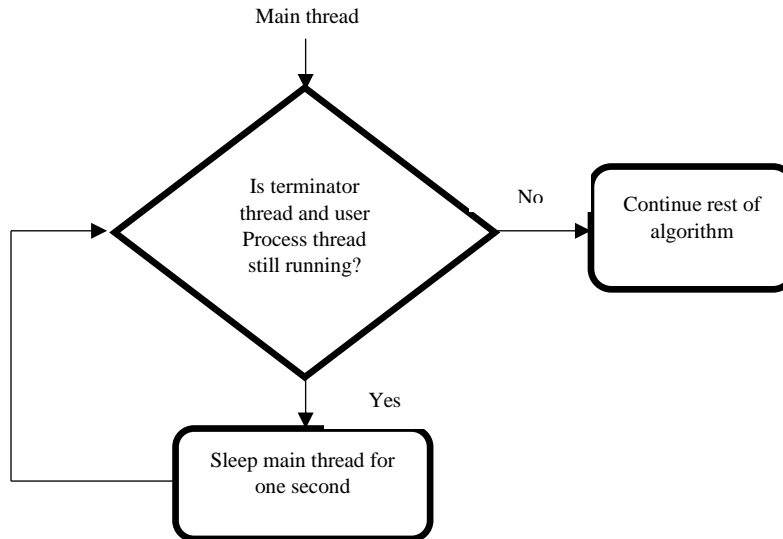 Main thread
Is terminator
thread and user
Process thread
still running?
No
Continue rest of
algorithm
Yes
Sleep main thread for
one second